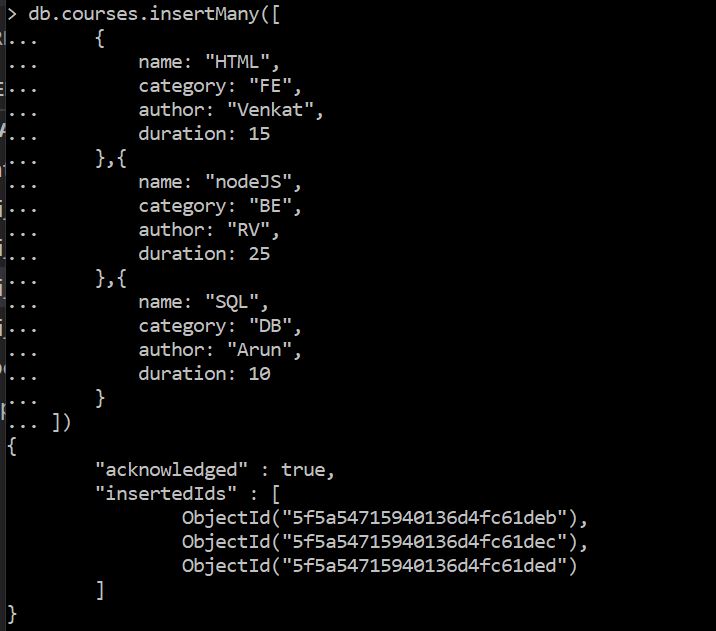 > db.courses.insertMany([
...     {
...         name: "HTML",
...         category: "FE",
...         author: "Venkat",
...         duration: 15
...     },{
...         name: "nodeJS",
...         category: "BE",
...         author: "RV",
...         duration: 25
...     },{
...         name: "SQL",
...         category: "DB",
...         author: "Arun",
...         duration: 10
...     }
... ])
{
        "acknowledged" : true,
        "insertedIds" : [
                ObjectId("5f5a54715940136d4fc61deb"),
                ObjectId("5f5a54715940136d4fc61dec"),
                ObjectId("5f5a54715940136d4fc61ded")
        ]
}